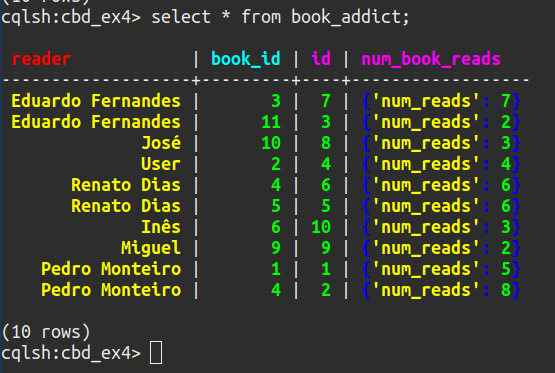 (10 rows)
cqlsh:cbd_ex4> select * from book_addict;
reader | book_id | id | num_book_reads
------------------+---------+----+------------------
Eduardo Fernandes | 3 | 7 | {'num_reads': 7}
Eduardo Fernandes | 11 | 3 | {'num_reads': 2}
José | 10 | 8 | {'num_reads': 3}
User | 2 | 4 | {'num_reads': 4}
Renato Dias | 4 | 6 | {'num_reads': 6}
Renato Dias | 5 | 5 | {'num_reads': 6}
Inês | 6 | 10 | {'num_reads': 3}
Miguel | 9 | 9 | {'num_reads': 2}
Pedro Monteiro | 1 | 1 | {'num_reads': 5}
Pedro Monteiro | 4 | 2 | {'num_reads': 8}
(10 rows)
cqlsh:cbd_ex4>